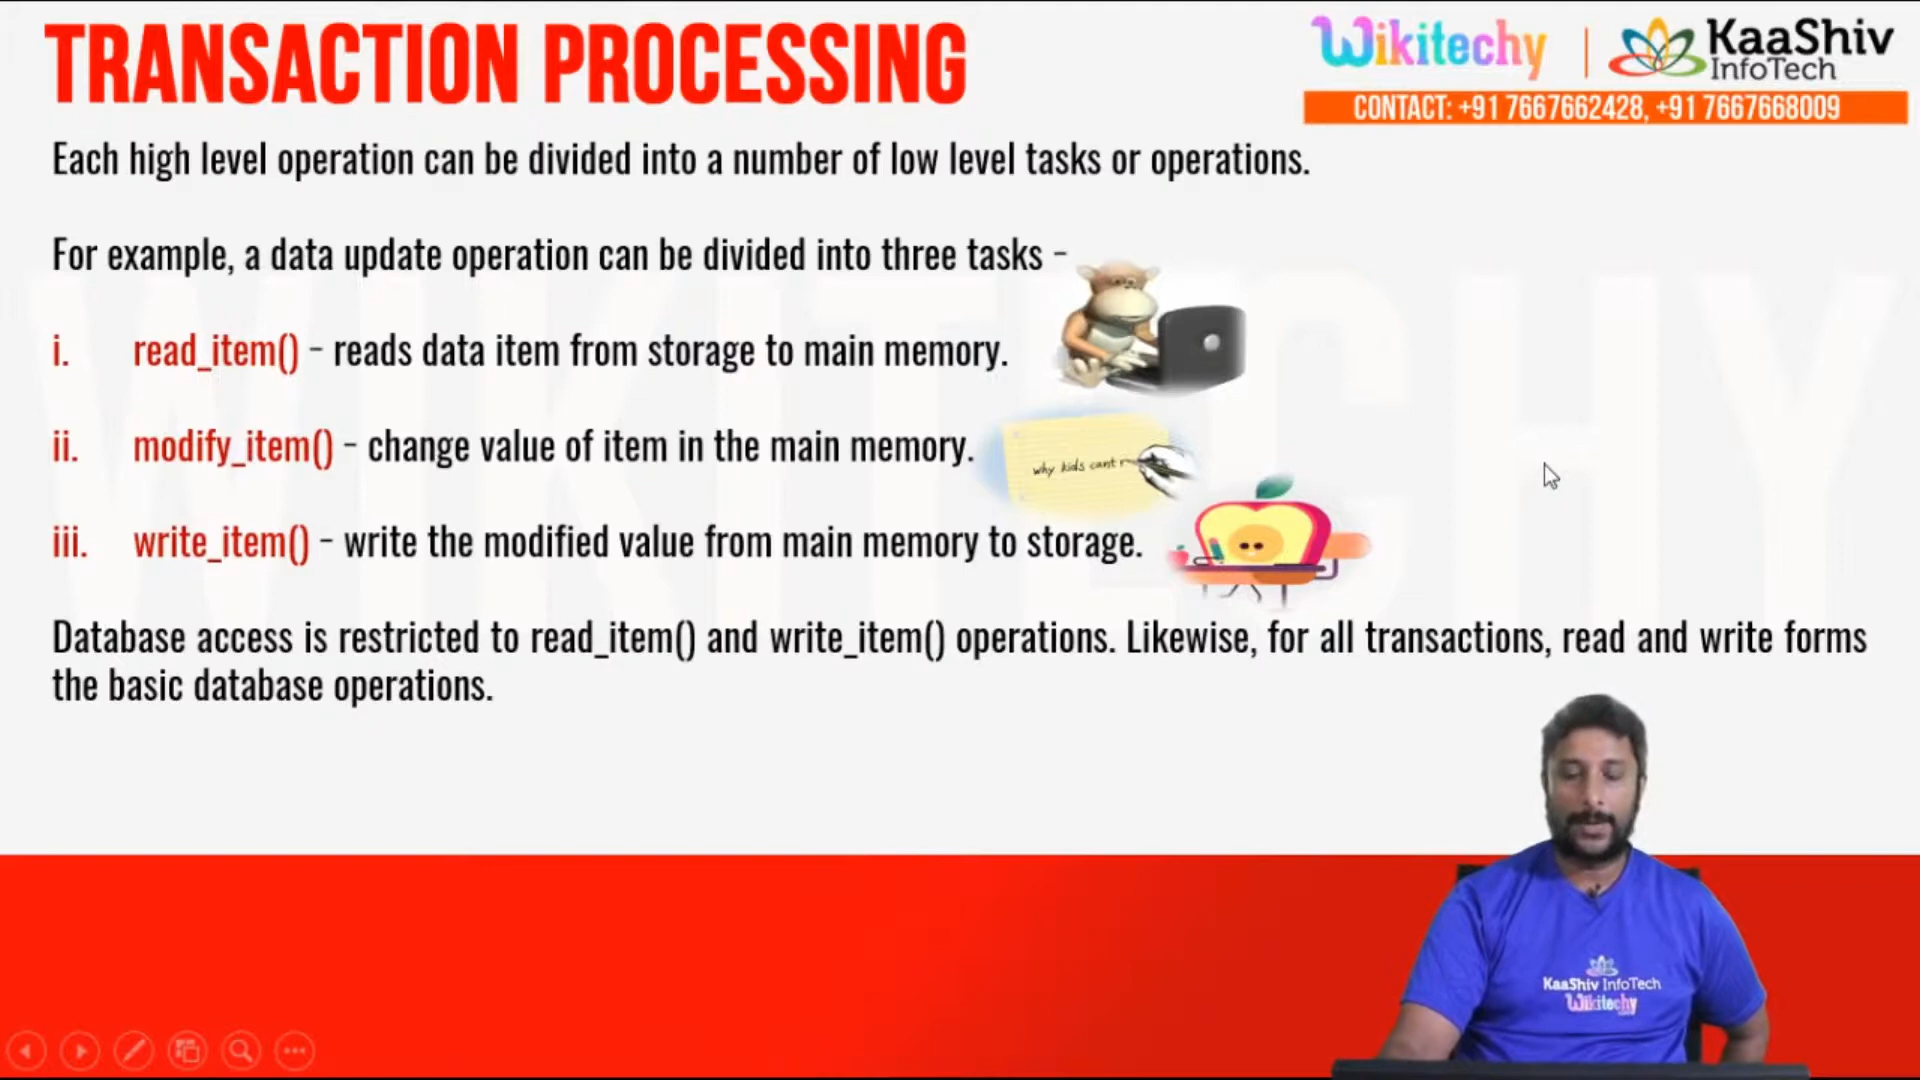 TRANSACTION PROCESSING
Wikitechy
KaaShiv
InfoTech
CONTACT: +91 7667662428, +91 7667668009
Each high level operation can be divided into a number of low level tasks or operations.
For example, a data update operation can be divided into three tasks –
i. read_item() – reads data item from storage to main memory.
ii. modify_item() – change value of item in the main memory.
why kids cant r
iii. write_item() – write the modified value from main memory to storage.
Database access is restricted to read_item() and write_item() operations. Likewise, for all transactions, read and write forms
the basic database operations.
WIKITECHY
KaaShiv InfoTech
Wikitechy